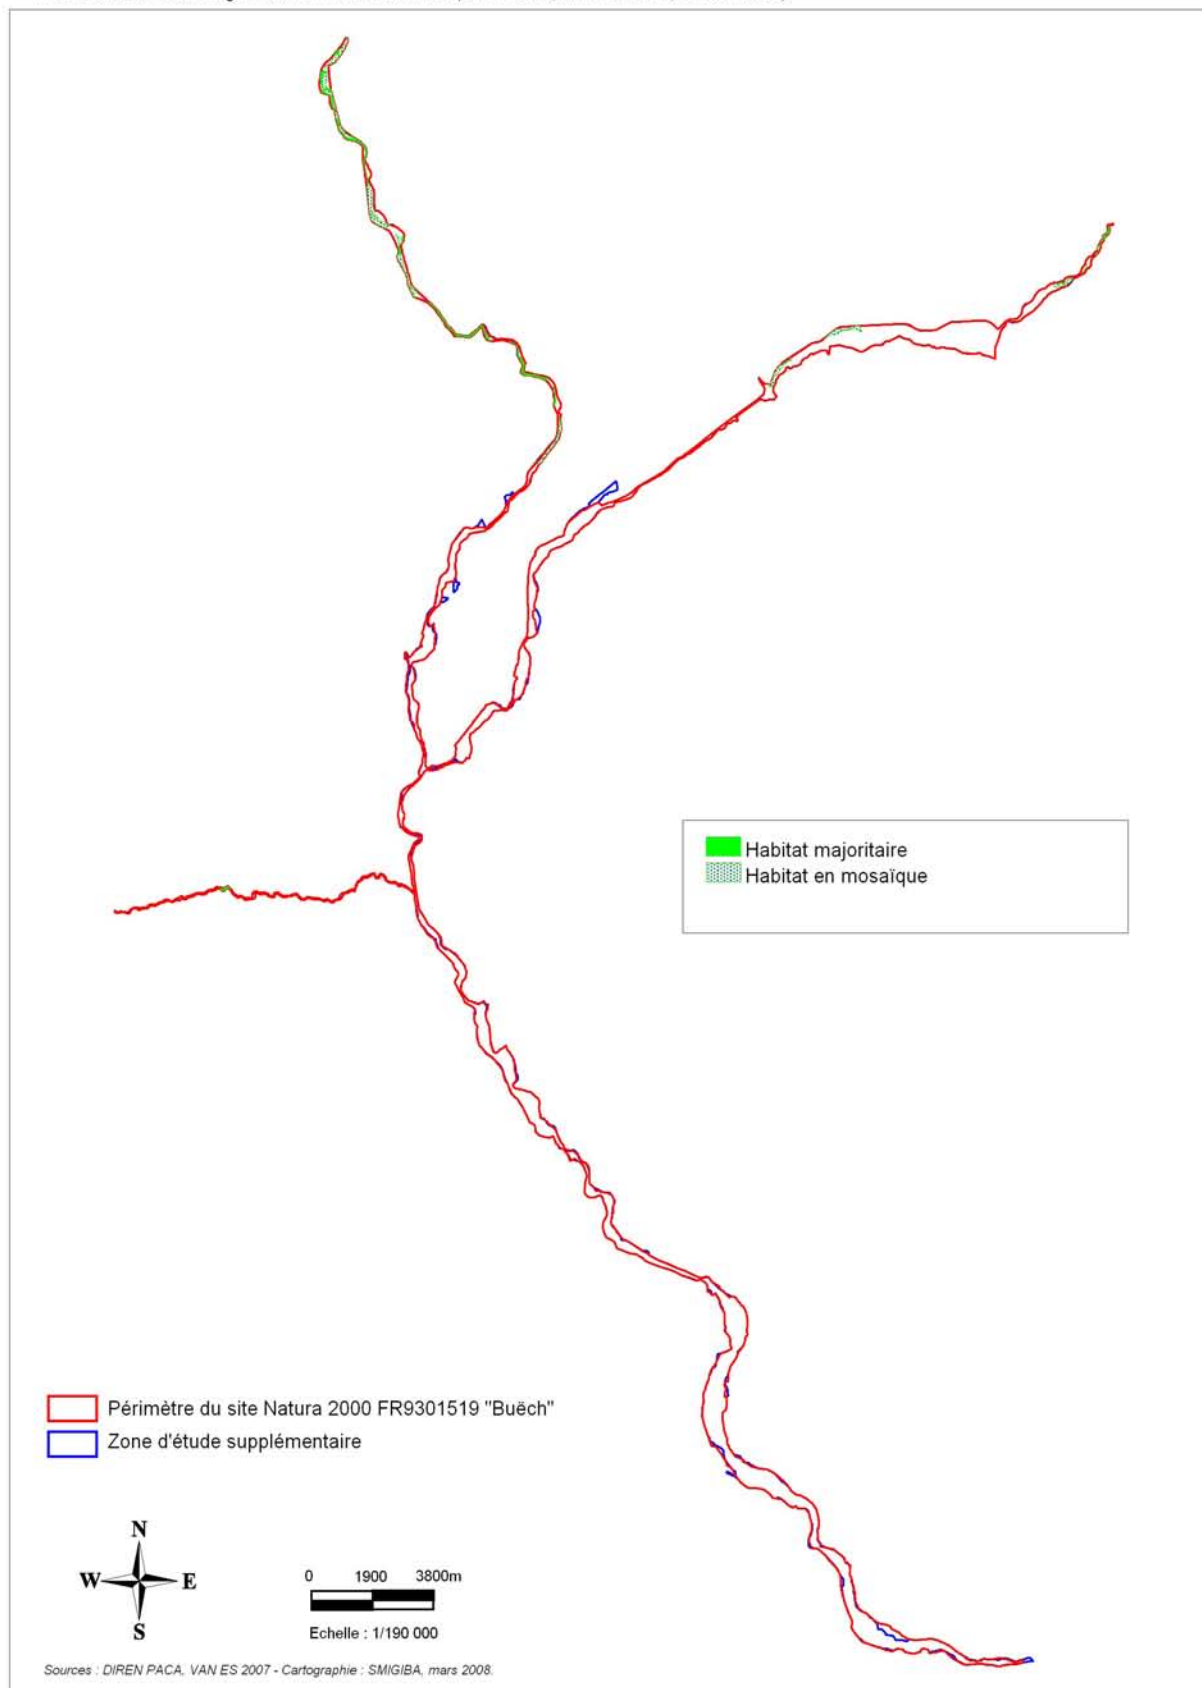 Habitat majoritaire
Habitat en mosaïque
Périmètre du site Natura 2000 FR9301519 "Buëch"
Zone d'étude supplémentaire
N
W E
S
0 1900 3800m
Echelle : 1/190 000
Sources : DIREN PACA, VAN ES 2007 - Cartographie : SMIGIBA, mars 2008.